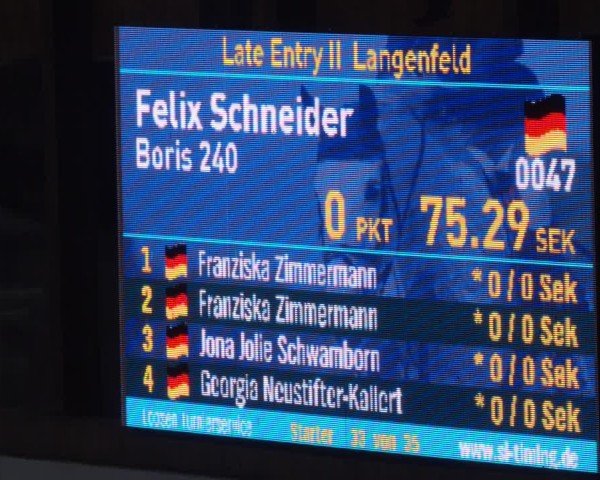 Late Entry II Langenfeld
Felix Schneider
Boris 240
0047
0 PKT 75.29 SEK
1 Franziska Zimmermann * 0 / 0 Sek
2 Franziska Zimmermann * 0 / 0 Sek
3 Jona Jolie Schwamborn * 0 / 0 Sek
4 Georgia Neustifter-Kallert * 0 / 0 Sek
Starter 33 von 35 www.sl-timing.de